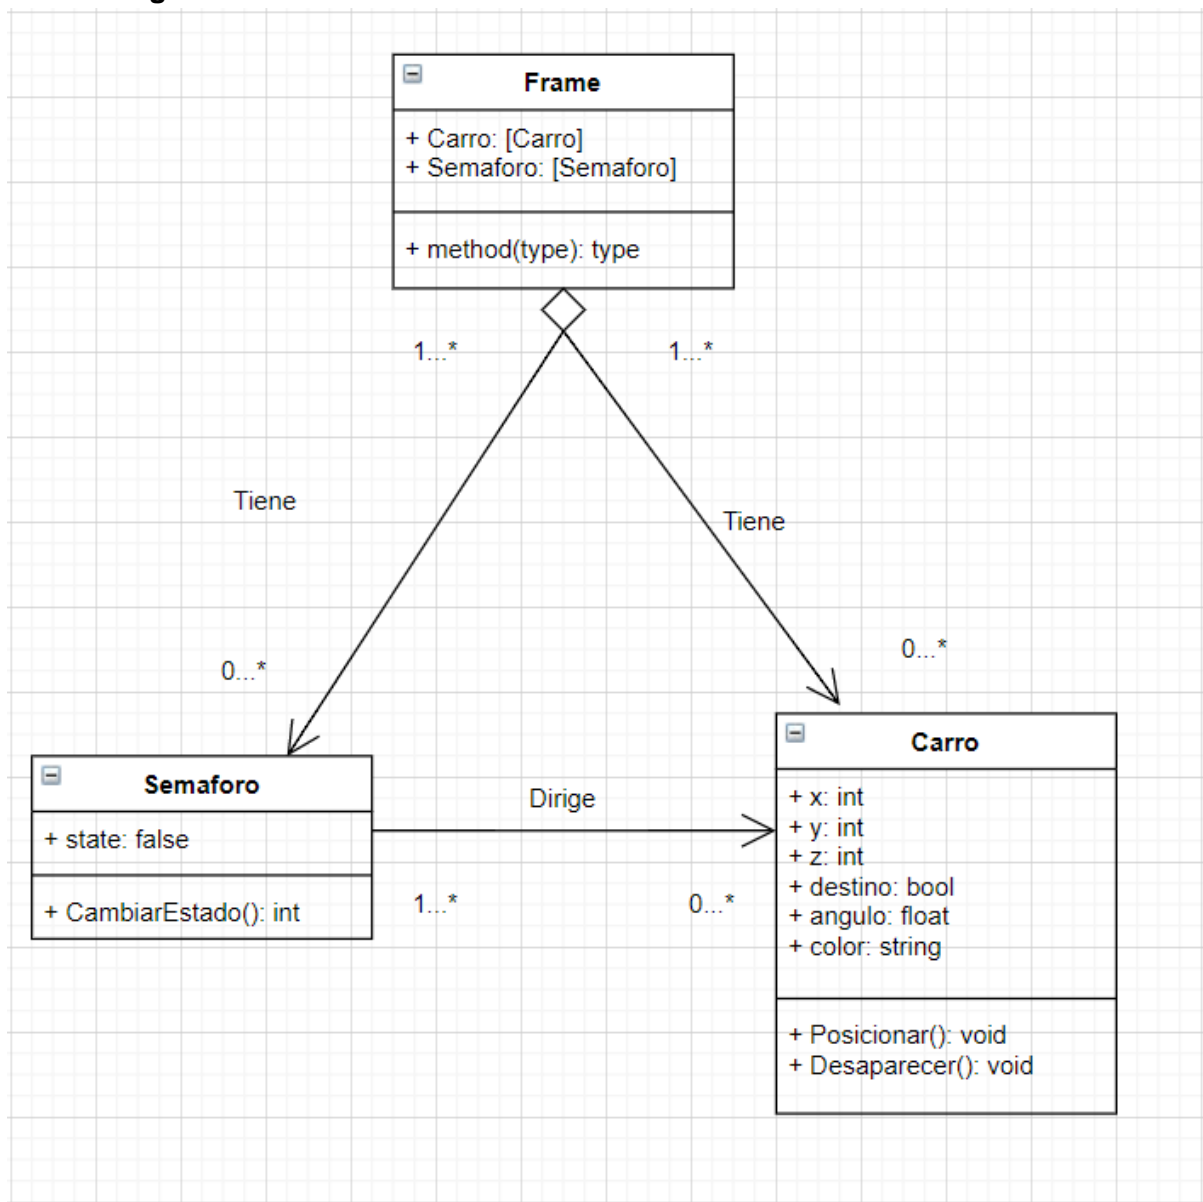 Frame
+ Carro: [Carro]
+ Semaforo: [Semaforo]
+ method(type): type
1...*
1...*
Tiene
Tiene
0...*
0...*
Semaforo
+ state: false
+ CambiarEstado(): int
Dirige
1...*
0...*
Carro
+ x: int
+ y: int
+ z: int
+ destino: bool
+ angulo: float
+ color: string
+ Posicionar(): void
+ Desaparecer(): void